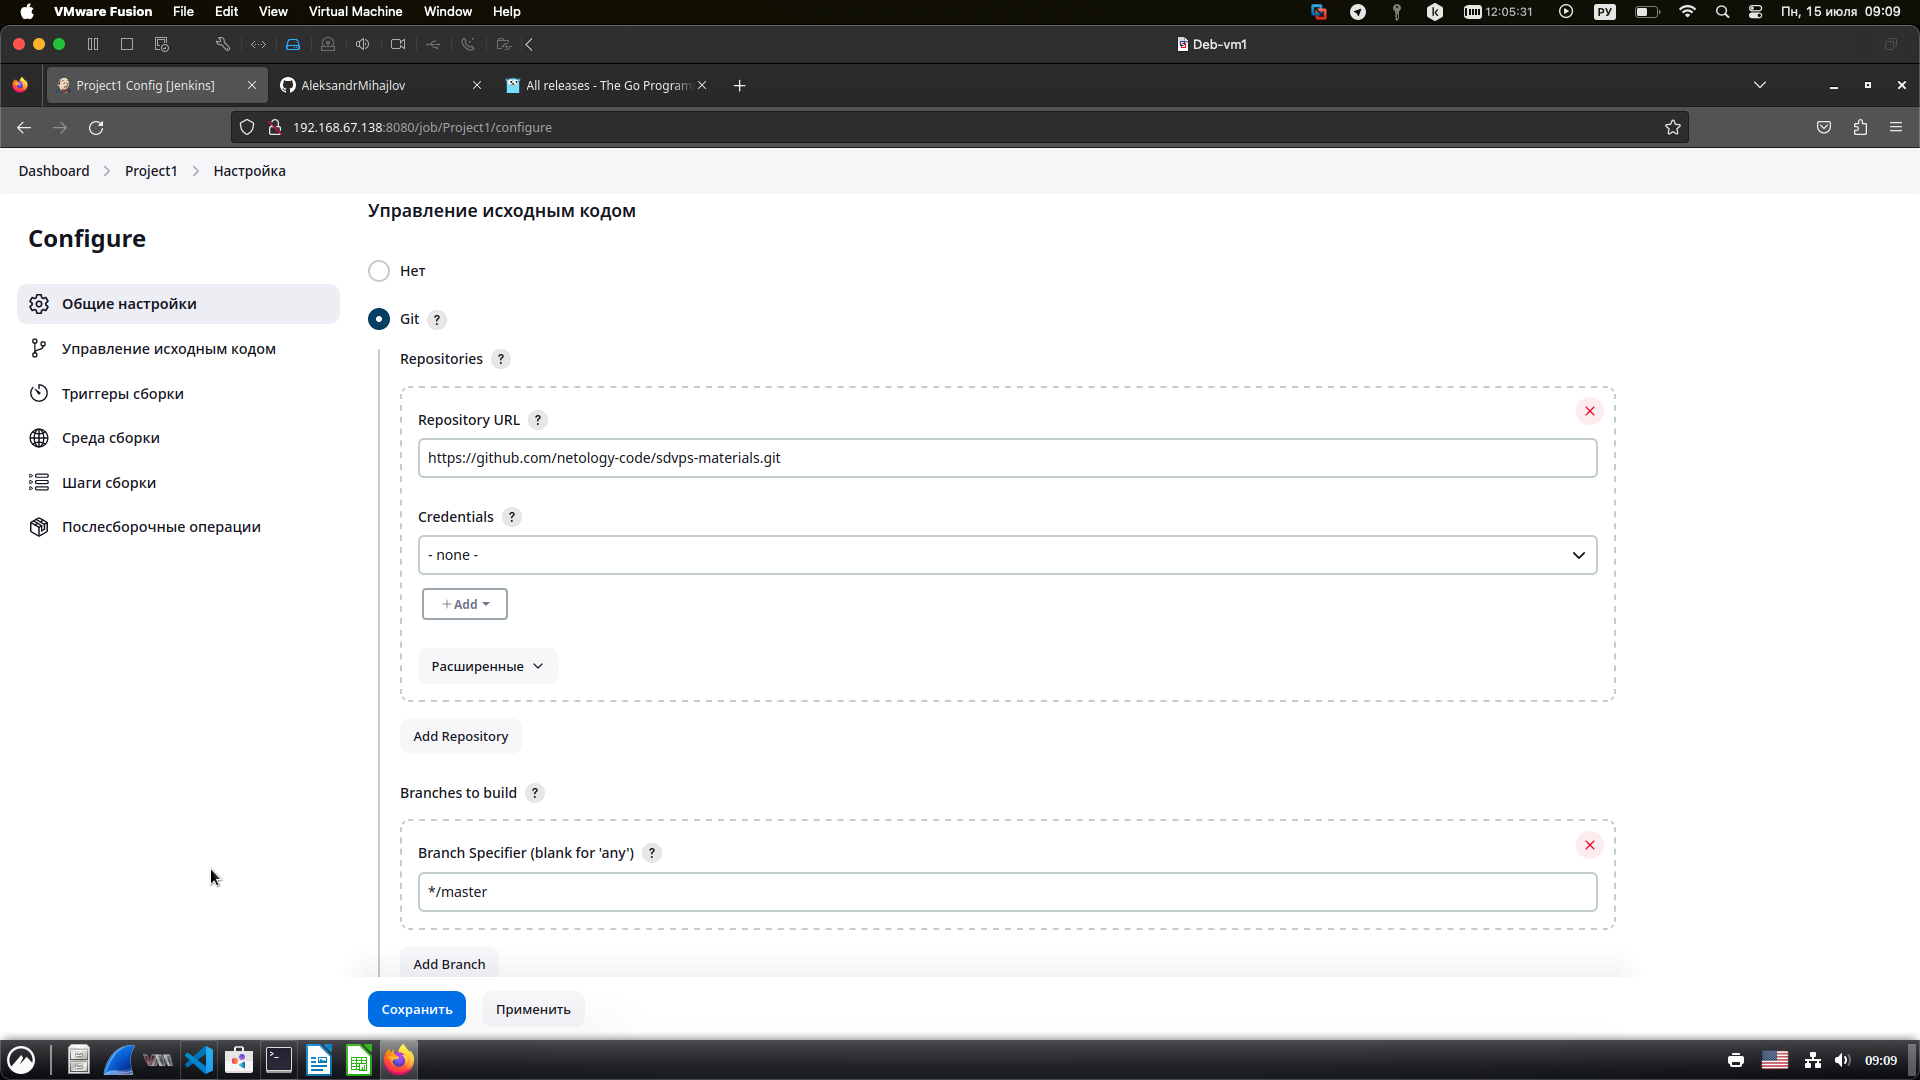 VMware Fusion File Edit View Virtual Machine Window Help 12:05:31 РУ Пн, 15 июля 09:09
Deb-vm1
Project1 Config [Jenkins] AleksandrMihajlov All releases - The Go Program
192.168.67.138:8080/job/Project1/configure
Dashboard Project1 Настройка
Configure
Общие настройки
Управление исходным кодом
Триггеры сборки
Среда сборки
Шаги сборки
Послесборочные операции
Управление исходным кодом
Нет
Git ?
Repositories ?
Repository URL ?
https://github.com/netology-code/sdvps-materials.git
Credentials ?
- none -
+ Add
Расширенные
Add Repository
Branches to build ?
Branch Specifier (blank for 'any') ?
*/master
Add Branch
Сохранить Применить
09:09